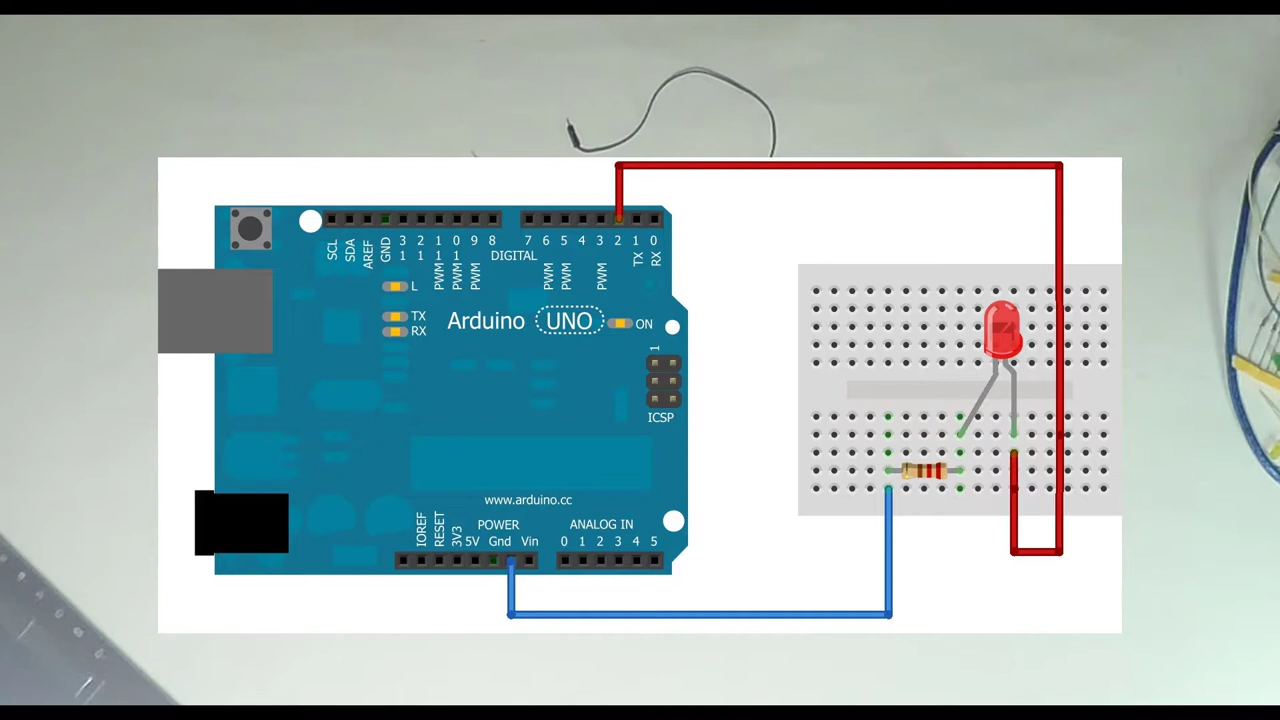 SCL SDA AREF GND 13 12 PWM 11 PWM 10 PWM 9 8 7 PWM 6 PWM 5 4 PWM 3 2 TX 1 RX 0
DIGITAL
L
TX
RX
Arduino UNO ON
1
ICSP
www.arduino.cc
POWER ANALOG IN
IOREF RESET 3V3 5V Gnd Vin 0 1 2 3 4 5